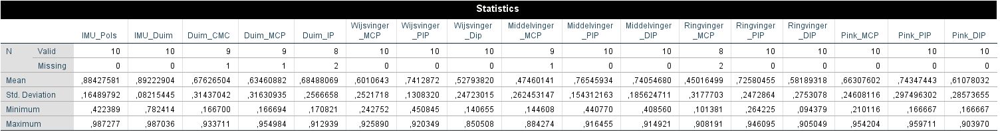 Statistics
IMU_Pols IMU_Duim Duim_CMC Duim_MCP Duim_IP Wijsvinger_MCP Wijsvinger_PIP Wijsvinger_Dip Middelvinger_MCP Middelvinger_PIP Middelvinger_DIP Ringvinger_MCP Ringvinger_PIP Ringvinger_DIP Pink_MCP Pink_PIP Pink_DIP
N Valid 10 10 9 9 8 10 10 10 9 10 10 8 10 10 10 10 10
Missing 0 0 1 1 2 0 0 0 1 0 0 2 0 0 0 0 0
Mean ,88427581 ,89222904 ,67626504 ,63460882 ,68488069 ,6010643 ,7412872 ,52793820 ,47460141 ,76545934 ,74054680 ,45016499 ,72580455 ,58189318 ,66307602 ,74347443 ,61078032
Std. Deviation ,16489792 ,08215445 ,31437042 ,31630935 ,2566658 ,2521718 ,1308320 ,24723015 ,262453147 ,154312163 ,185624711 ,3177703 ,2472864 ,2753078 ,24608116 ,297496302 ,28573655
Minimum ,422389 ,782414 ,166700 ,166694 ,170821 ,242752 ,450845 ,140655 ,144608 ,440770 ,408560 ,101381 ,264225 ,094379 ,210116 ,166667 ,166667
Maximum ,987277 ,987036 ,933711 ,954984 ,912939 ,925890 ,920349 ,850508 ,884274 ,916455 ,914921 ,908191 ,946095 ,905049 ,954204 ,959711 ,903970